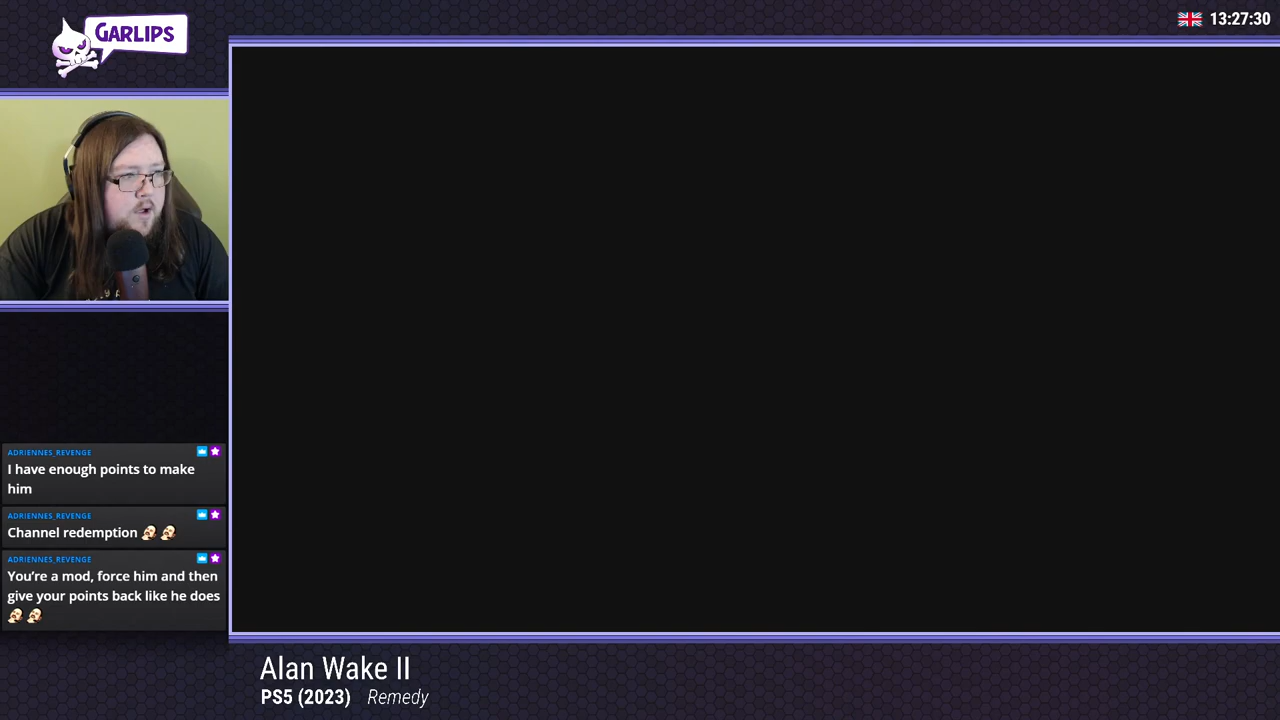 GARLIPS
13:27:30
ADRIENNES_REVENGE
I have enough points to make
him
ADRIENNES_REVENGE
Channel redemption
ADRIENNES_REVENGE
You're a mod, force him and then
give your points back like he does
Alan Wake II
PS5 (2023) Remedy